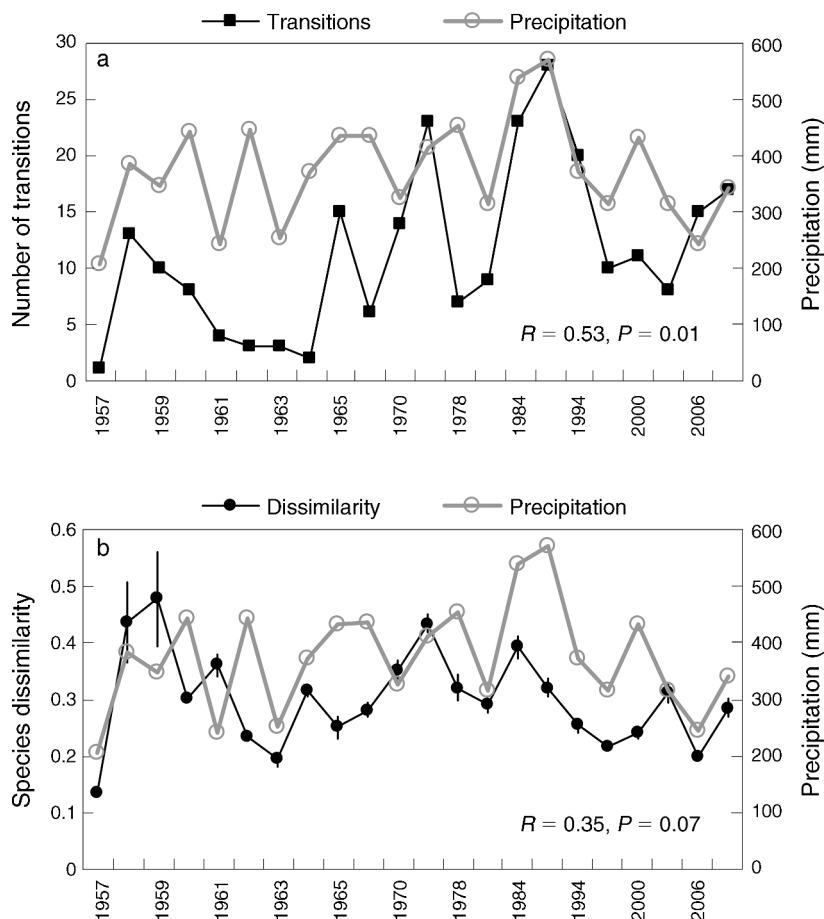 Transitions Precipitation
a
Number of transitions
30
25
20
15
10
5
0
600
500
400
300
200
100
0
Precipitation (mm)
R = 0.53, P = 0.01
1957 1959 1961 1963 1965 1970 1978 1984 1994 2000 2006
Dissimilarity Precipitation
b
Species dissimilarity
0.6
0.5
0.4
0.3
0.2
0.1
0
600
500
400
300
200
100
0
Precipitation (mm)
R = 0.35, P = 0.07
1957 1959 1961 1963 1965 1970 1978 1984 1994 2000 2006